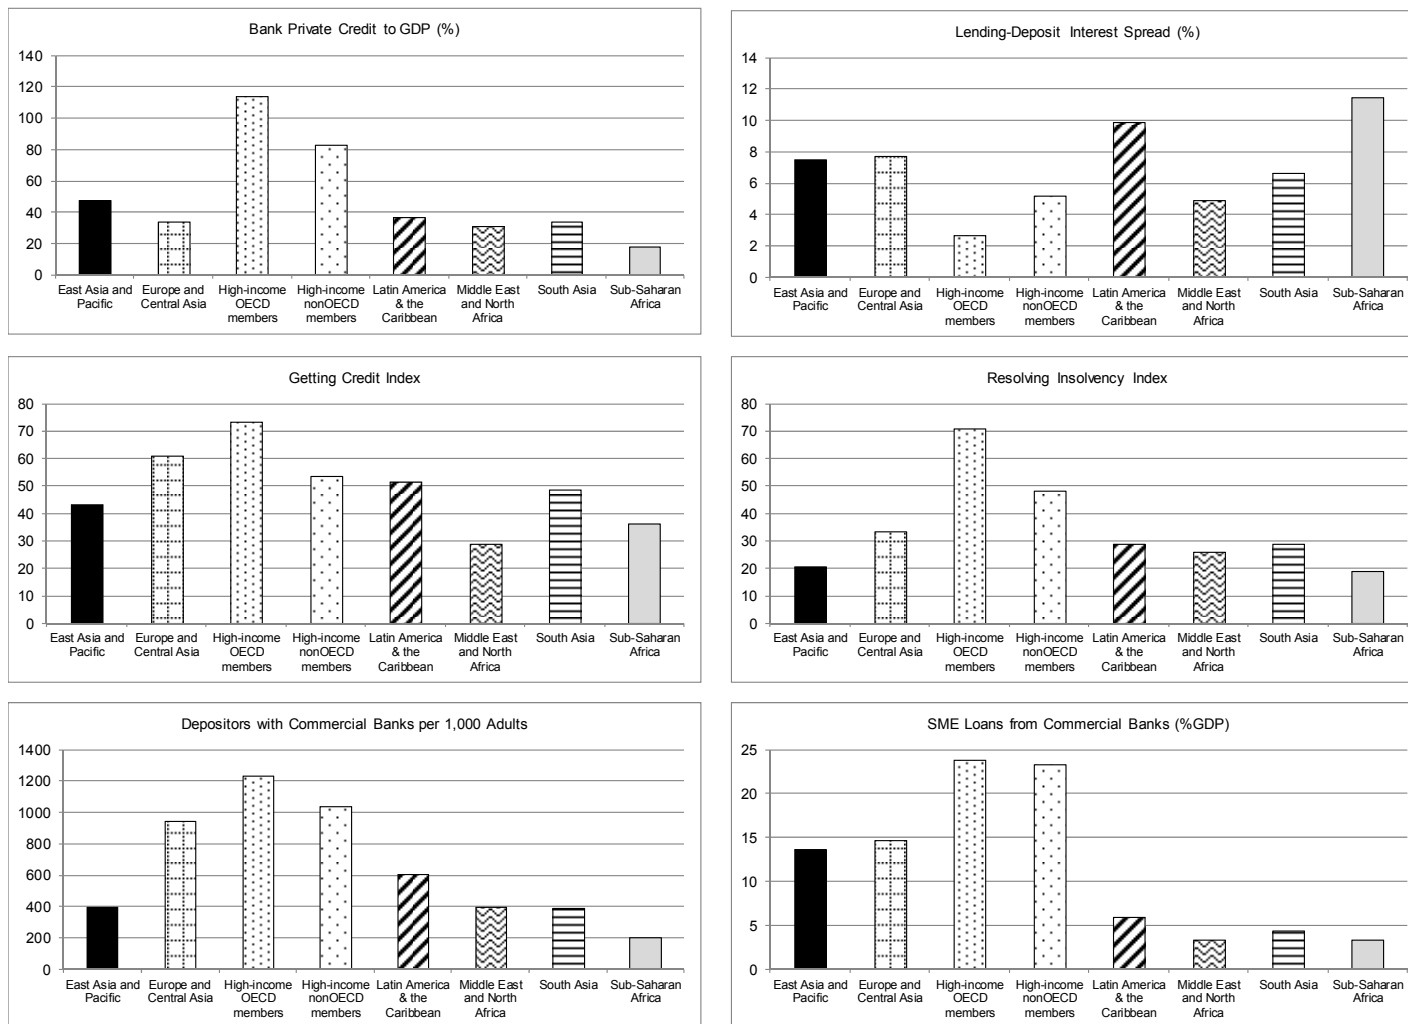 Bank Private Credit to GDP (%)
140
120
100
80
60
40
20
0
East Asia and
Pacific
Europe and
Central Asia
High-income
OECD
members
High-income
nonOECD
members
Latin America
& the
Caribbean
Middle East
and North
Africa
South Asia
Sub-Saharan
Africa
Lending-Deposit Interest Spread (%)
14
12
10
8
6
4
2
0
East Asia and
Pacific
Europe and
Central Asia
High-income
OECD
members
High-income
nonOECD
members
Latin America
& the
Caribbean
Middle East
and North
Africa
South Asia
Sub-Saharan
Africa
Getting Credit Index
80
70
60
50
40
30
20
10
0
East Asia and
Pacific
Europe and
Central Asia
High-income
OECD
members
High-income
nonOECD
members
Latin America
& the
Caribbean
Middle East
and North
Africa
South Asia
Sub-Saharan
Africa
Resolving Insolvency Index
80
70
60
50
40
30
20
10
0
East Asia and
Pacific
Europe and
Central Asia
High-income
OECD
members
High-income
nonOECD
members
Latin America
& the
Caribbean
Middle East
and North
Africa
South Asia
Sub-Saharan
Africa
Depositors with Commercial Banks per 1,000 Adults
1400
1200
1000
800
600
400
200
0
East Asia and
Pacific
Europe and
Central Asia
High-income
OECD
members
High-income
nonOECD
members
Latin America
& the
Caribbean
Middle East
and North
Africa
South Asia
Sub-Saharan
Africa
SME Loans from Commercial Banks (%GDP)
25
20
15
10
5
0
East Asia and
Pacific
Europe and
Central Asia
High-income
OECD
members
High-income
nonOECD
members
Latin America
& the
Caribbean
Middle East
and North
Africa
South Asia
Sub-Saharan
Africa